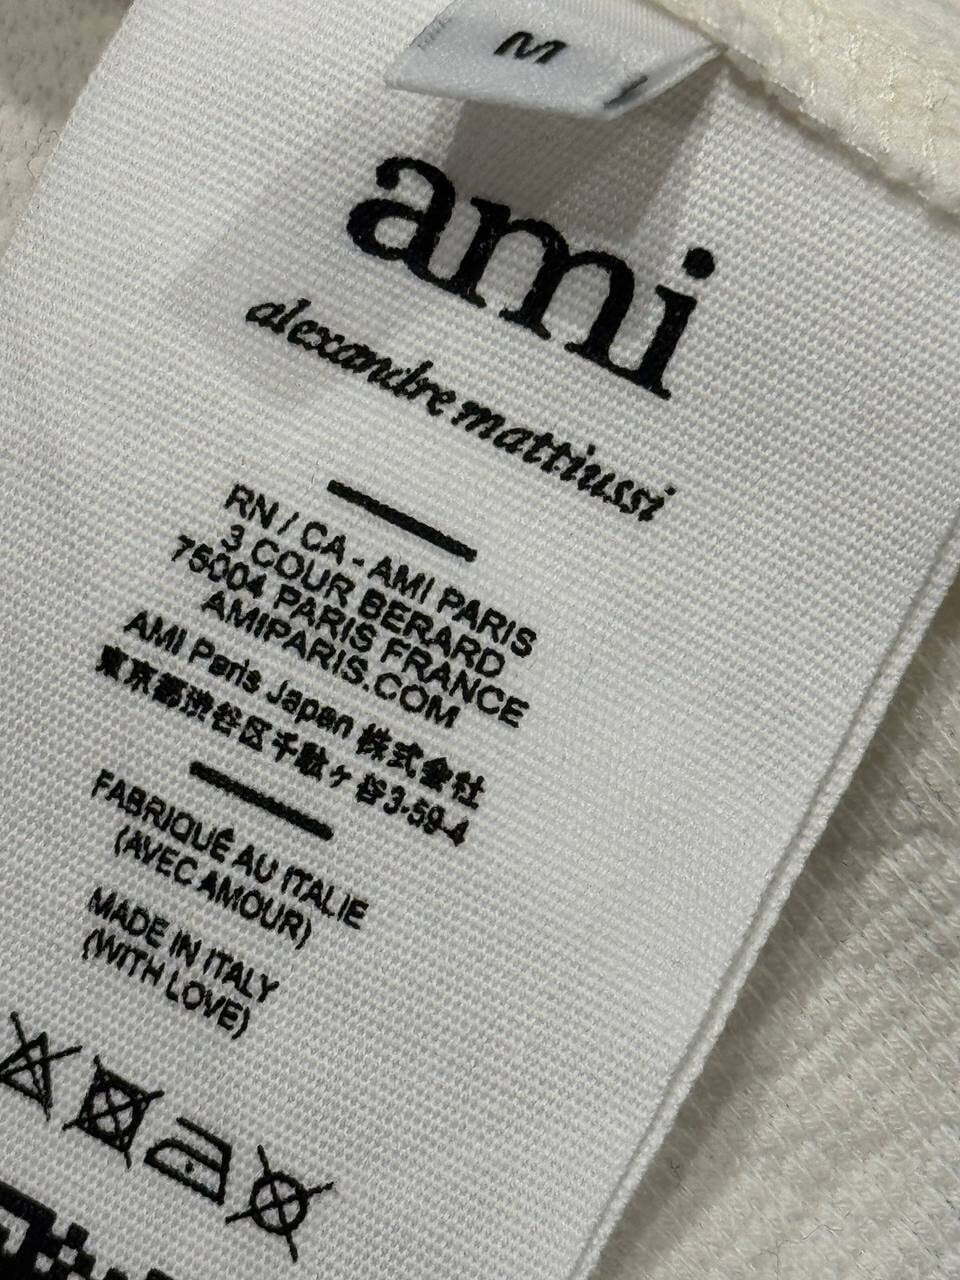 M
ami
alexandre mattiussi
RN / CA - AMI PARIS
3 COUR BERARD
75004 PARIS FRANCE
AMIPARIS.COM
AMI Paris Japan 株式会社
東京都渋谷区千駄ヶ谷3-59-4
FABRIQUÉ AU ITALIE
(AVEC AMOUR)
MADE IN ITALY
(WITH LOVE)